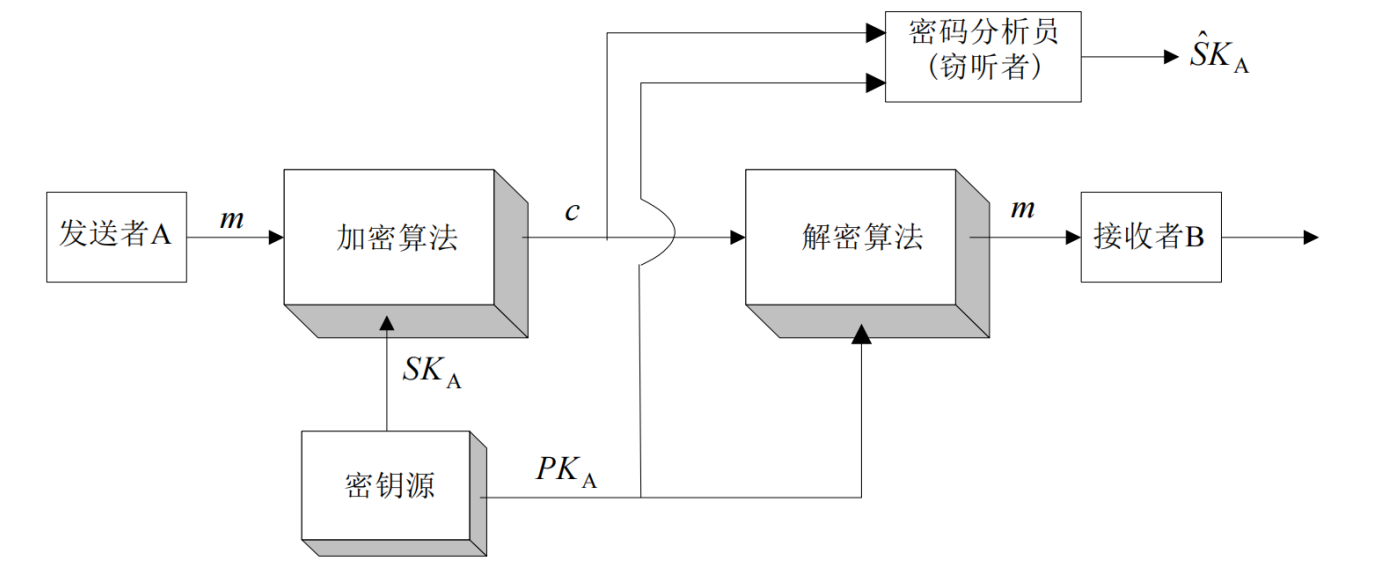 密码分析员
(窃听者)
ŜK_A
发送者A
m
加密算法
c
解密算法
m
接收者B
SK_A
密钥源
PK_A